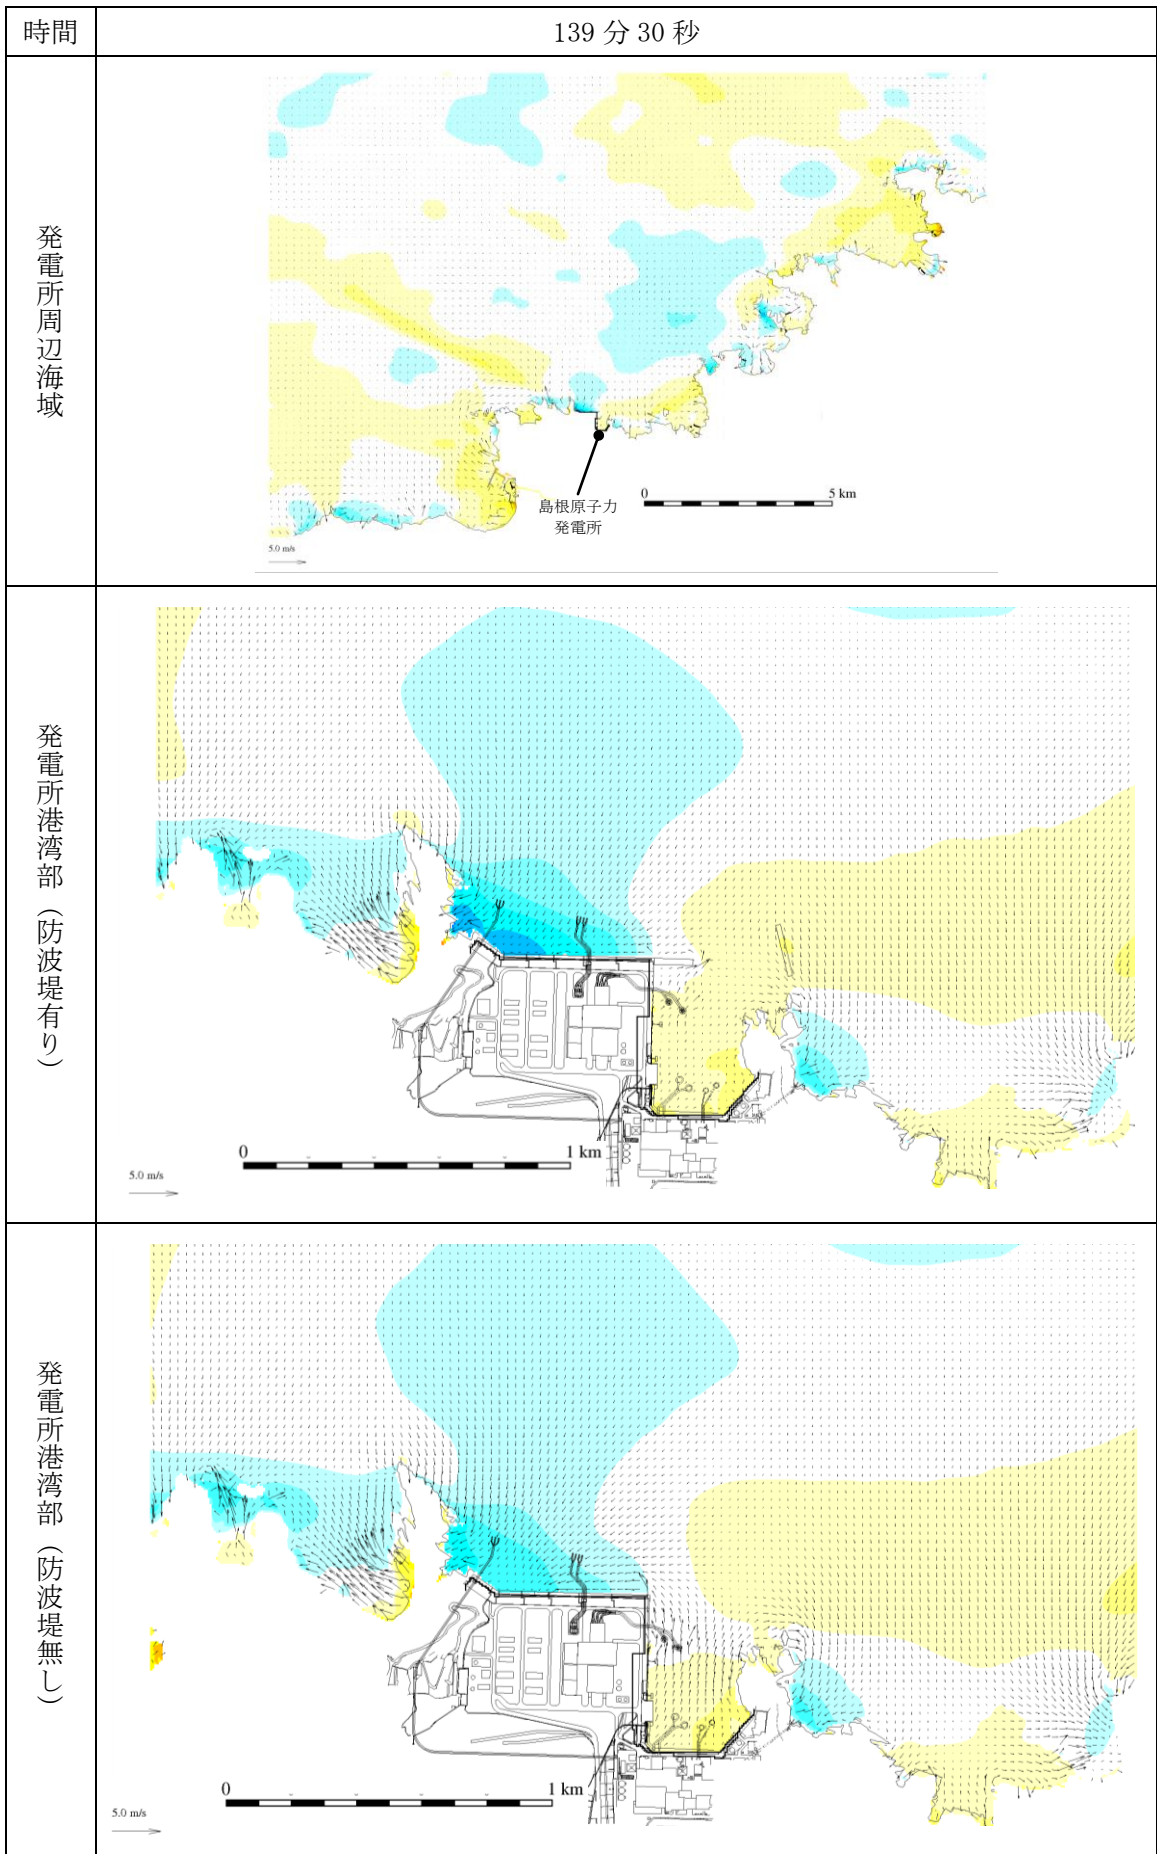 時間
139 分 30 秒
発電所周辺海域
島根原子力
発電所
0 5 km
5.0 m/s
発電所港湾部（防波堤有り）
0 1 km
5.0 m/s
発電所港湾部（防波堤無し）
0 1 km
5.0 m/s